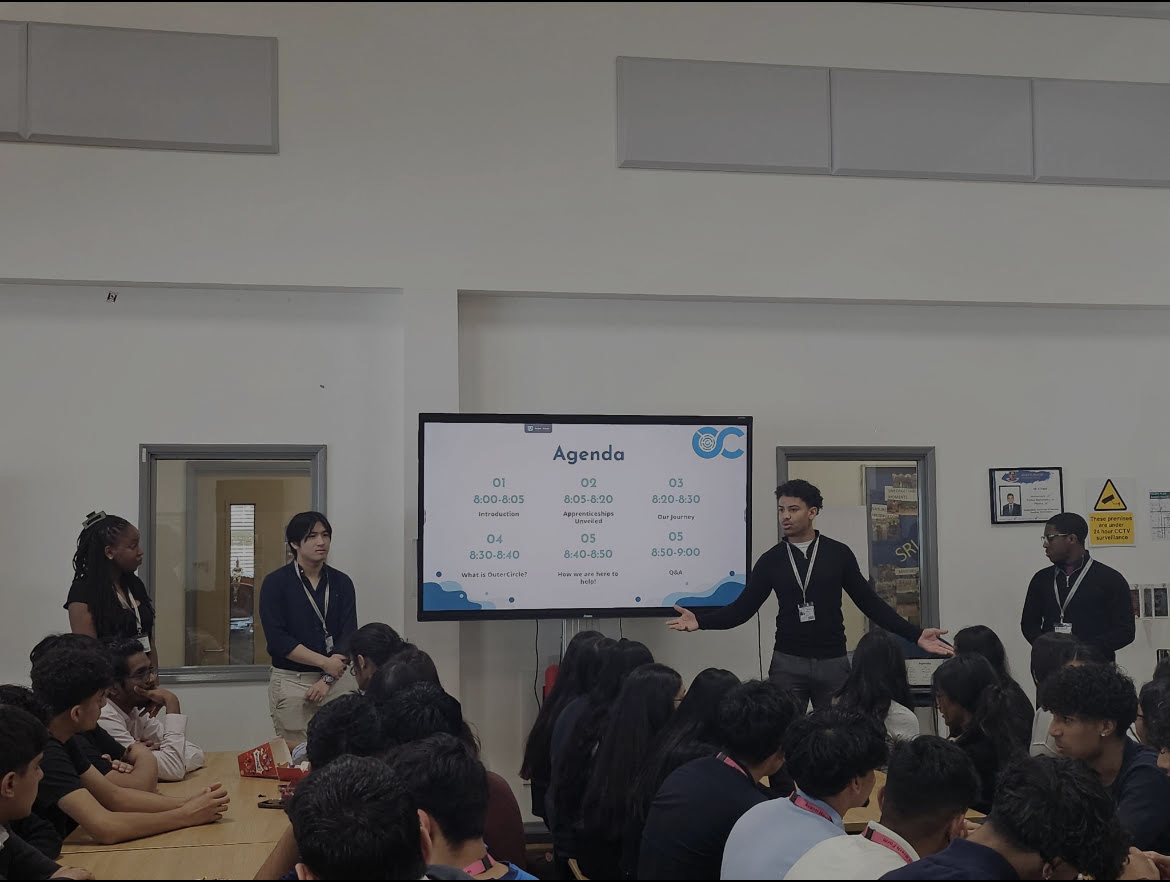 Agenda
OC
01
8:00-8:05
Introduction
02
8:05-8:20
Apprenticeships
Unveiled
03
8:20-8:30
Our Journey
04
8:30-8:40
What is OuterCircle?
05
8:40-8:50
How we are here to
help!
05
8:50-9:00
Q&A
SRI
These premises
are under
24 hour CCTV
surveillance